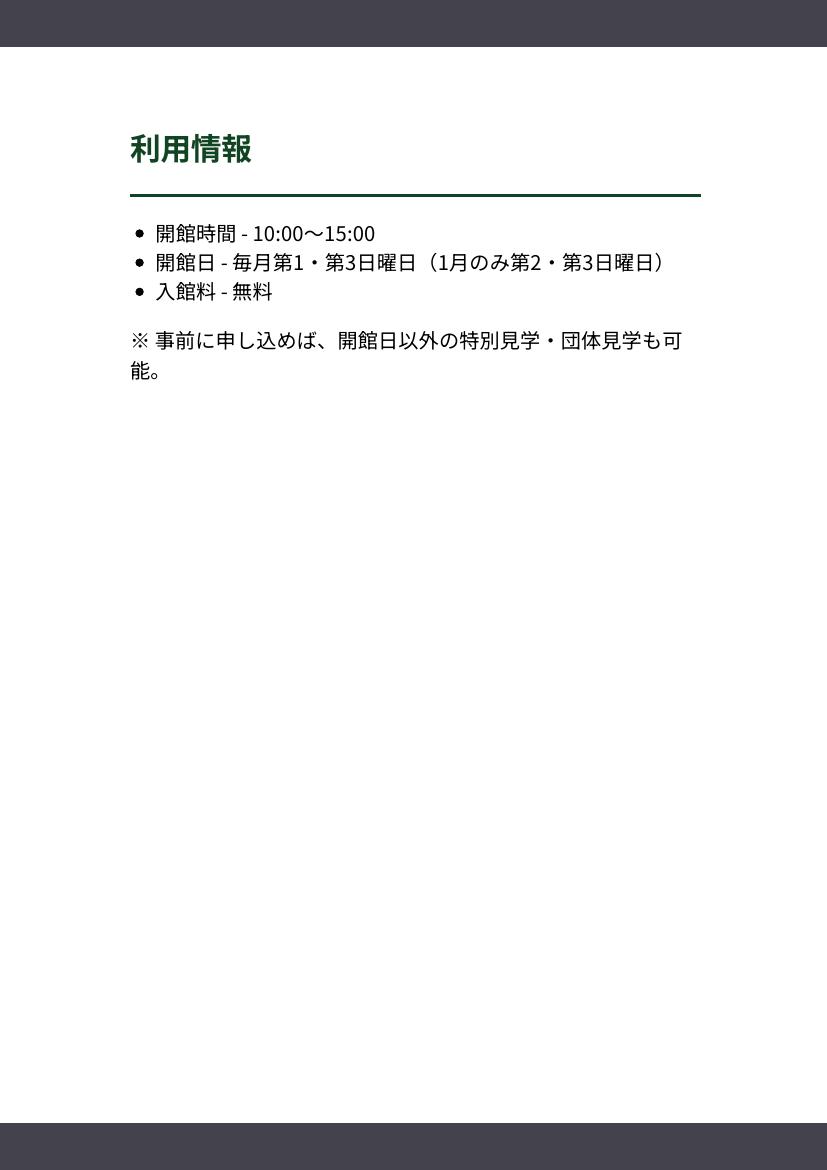 利用情報
• 開館時間 - 10:00〜15:00
• 開館日 - 毎月第1・第3日曜日（1月のみ第2・第3日曜日）
• 入館料 - 無料
※ 事前に申し込めば、開館日以外の特別見学・団体見学も可
能。